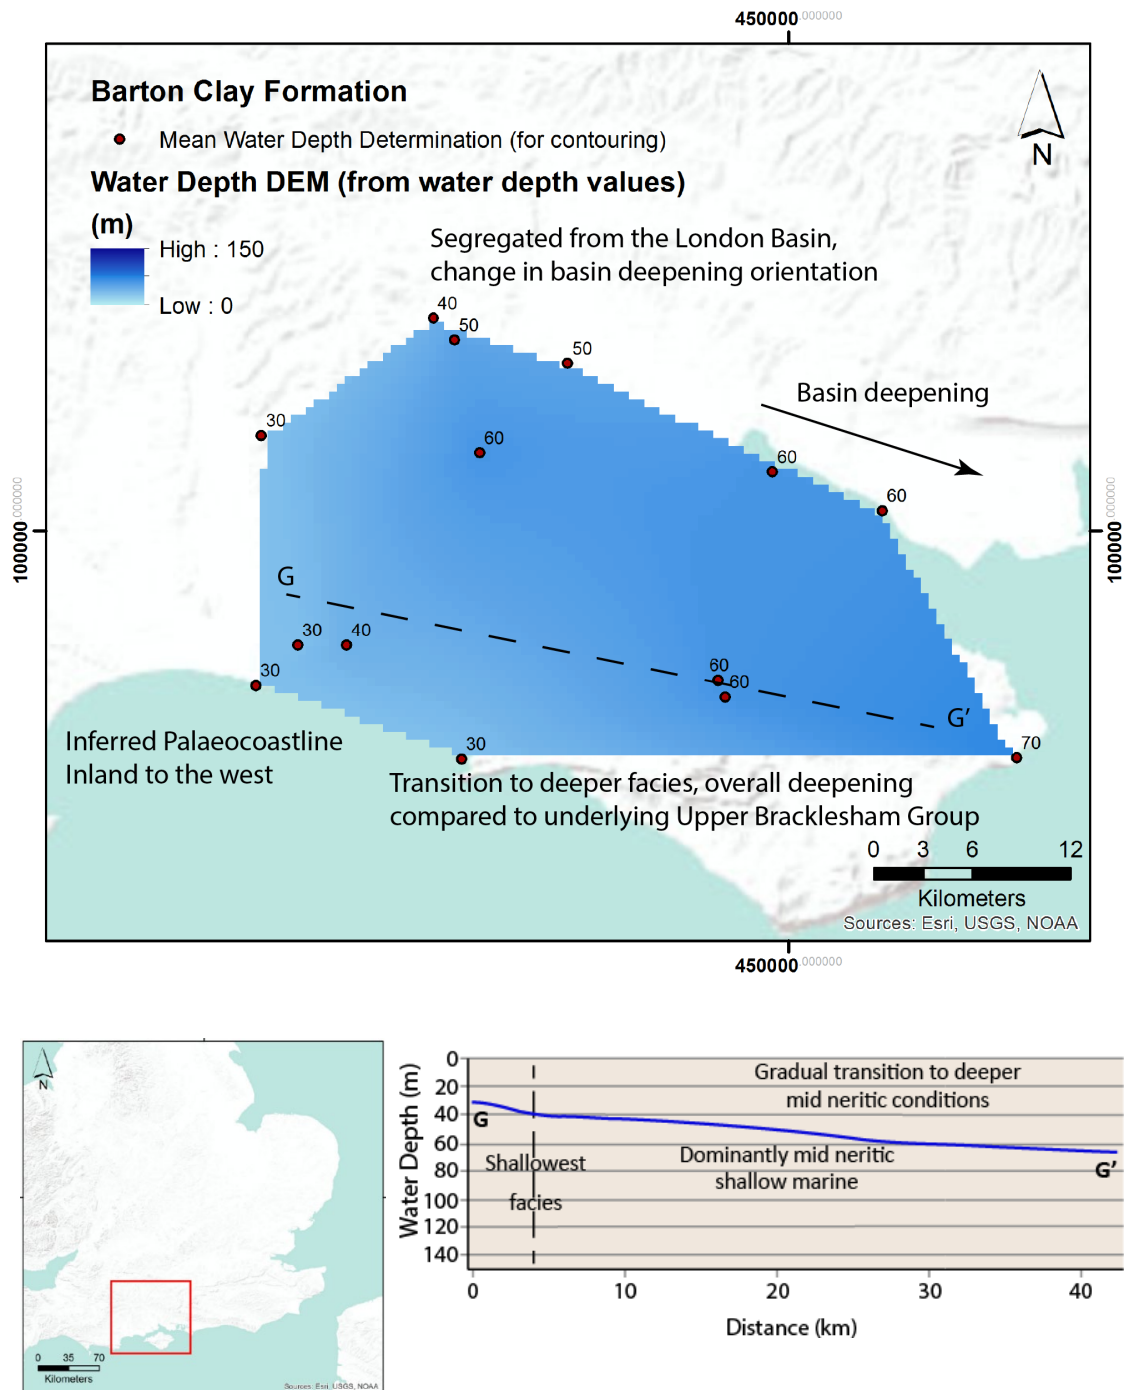 450000.000000
Barton Clay Formation
Mean Water Depth Determination (for contouring)
Water Depth DEM (from water depth values)
(m)
High : 150
Low : 0
N
Segregated from the London Basin,
change in basin deepening orientation
40
50
50
Basin deepening
30
60
60
60
100000.000000
100000.000000
G
30
40
30
60
60
G'
70
30
Inferred Palaeocoastline
Inland to the west
Transition to deeper facies, overall deepening
compared to underlying Upper Bracklesham Group
0 3 6 12
Kilometers
Sources: Esri, USGS, NOAA
450000.000000
N
0 35 70
Kilometers
Sources: Esri, USGS, NOAA
Water Depth (m)
0
20
40
60
80
100
120
140
Gradual transition to deeper
mid neritic conditions
G
Shallowest
facies
Dominantly mid neritic
shallow marine
G'
0 10 20 30 40
Distance (km)